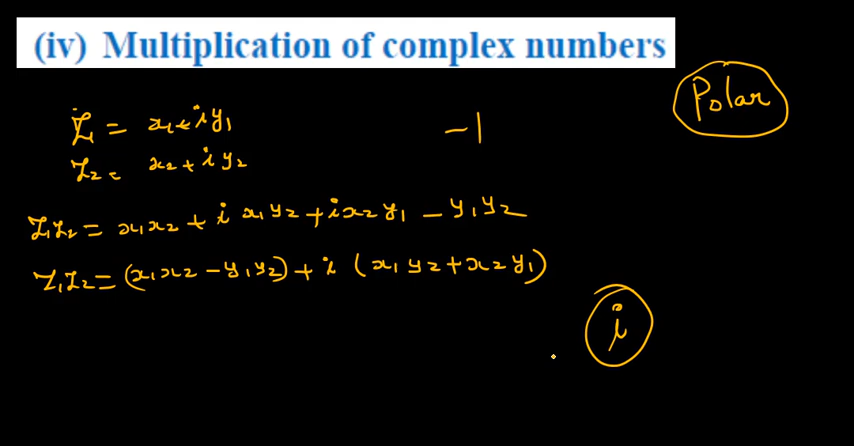 (iv) Multiplication of complex numbers
Polar
Z₁ = x₁ + iy₁
-1
Z₂ = x₂ + iy₂
Z₁Z₂ = x₁x₂ + i x₁y₂ + ix₂y₁ - y₁y₂
Z₁Z₂ = (x₁x₂ - y₁y₂) + i (x₁y₂ + x₂y₁)
i